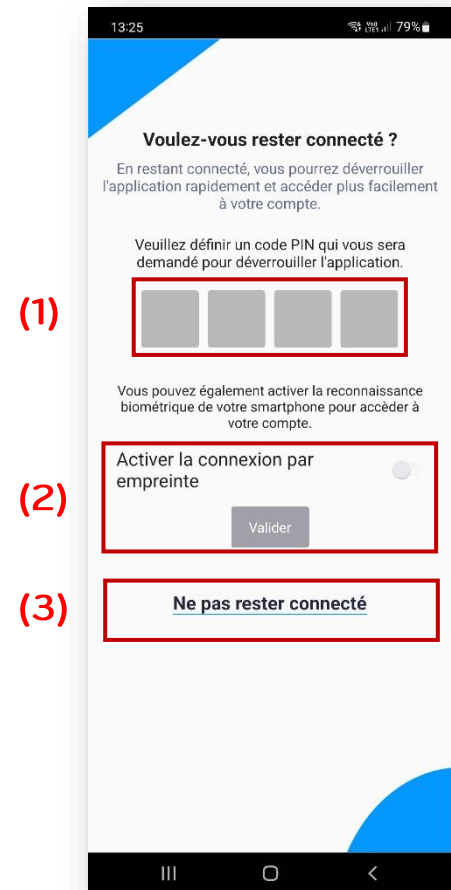 13:25
79%
Voulez-vous rester connecté ?
En restant connecté, vous pourrez déverrouiller
l'application rapidement et accéder plus facilement
à votre compte.
Veuillez définir un code PIN qui vous sera
demandé pour déverrouiller l'application.
(1)
Vous pouvez également activer la reconnaissance
biométrique de votre smartphone pour accèder à
votre compte.
Activer la connexion par
empreinte
(2)
Valider
(3)
Ne pas rester connecté